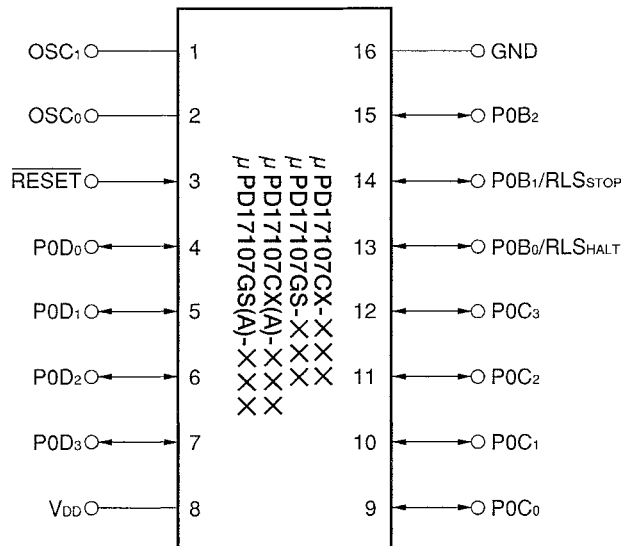 OSC₁ 1 16 GND
OSC₀ 2 15 P0B₂
R̅E̅S̅E̅T̅ 3 14 P0B₁/RLSSTOP
P0D₀ 4 13 P0B₀/RLSHALT
P0D₁ 5 12 P0C₃
P0D₂ 6 11 P0C₂
P0D₃ 7 10 P0C₁
VDD 8 9 P0C₀
μPD17107CX-×××
μPD17107GS-×××
μPD17107CX(A)-×××
μPD17107GS(A)-×××